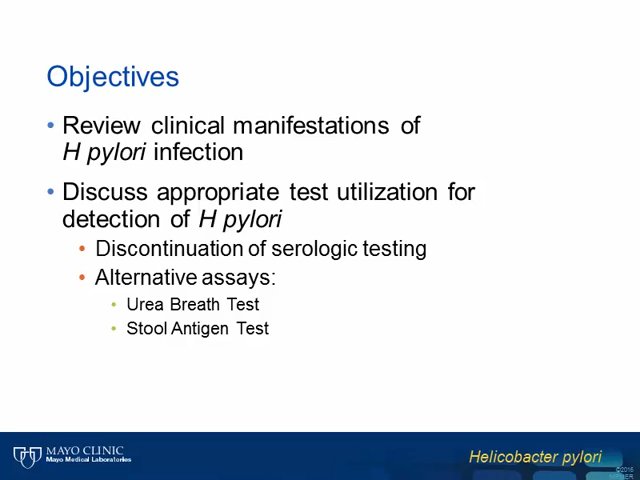 Objectives
• Review clinical manifestations of
H pylori infection
• Discuss appropriate test utilization for
detection of H pylori
• Discontinuation of serologic testing
• Alternative assays:
• Urea Breath Test
• Stool Antigen Test
MAYO CLINIC
Mayo Medical Laboratories
Helicobacter pylori
©2016